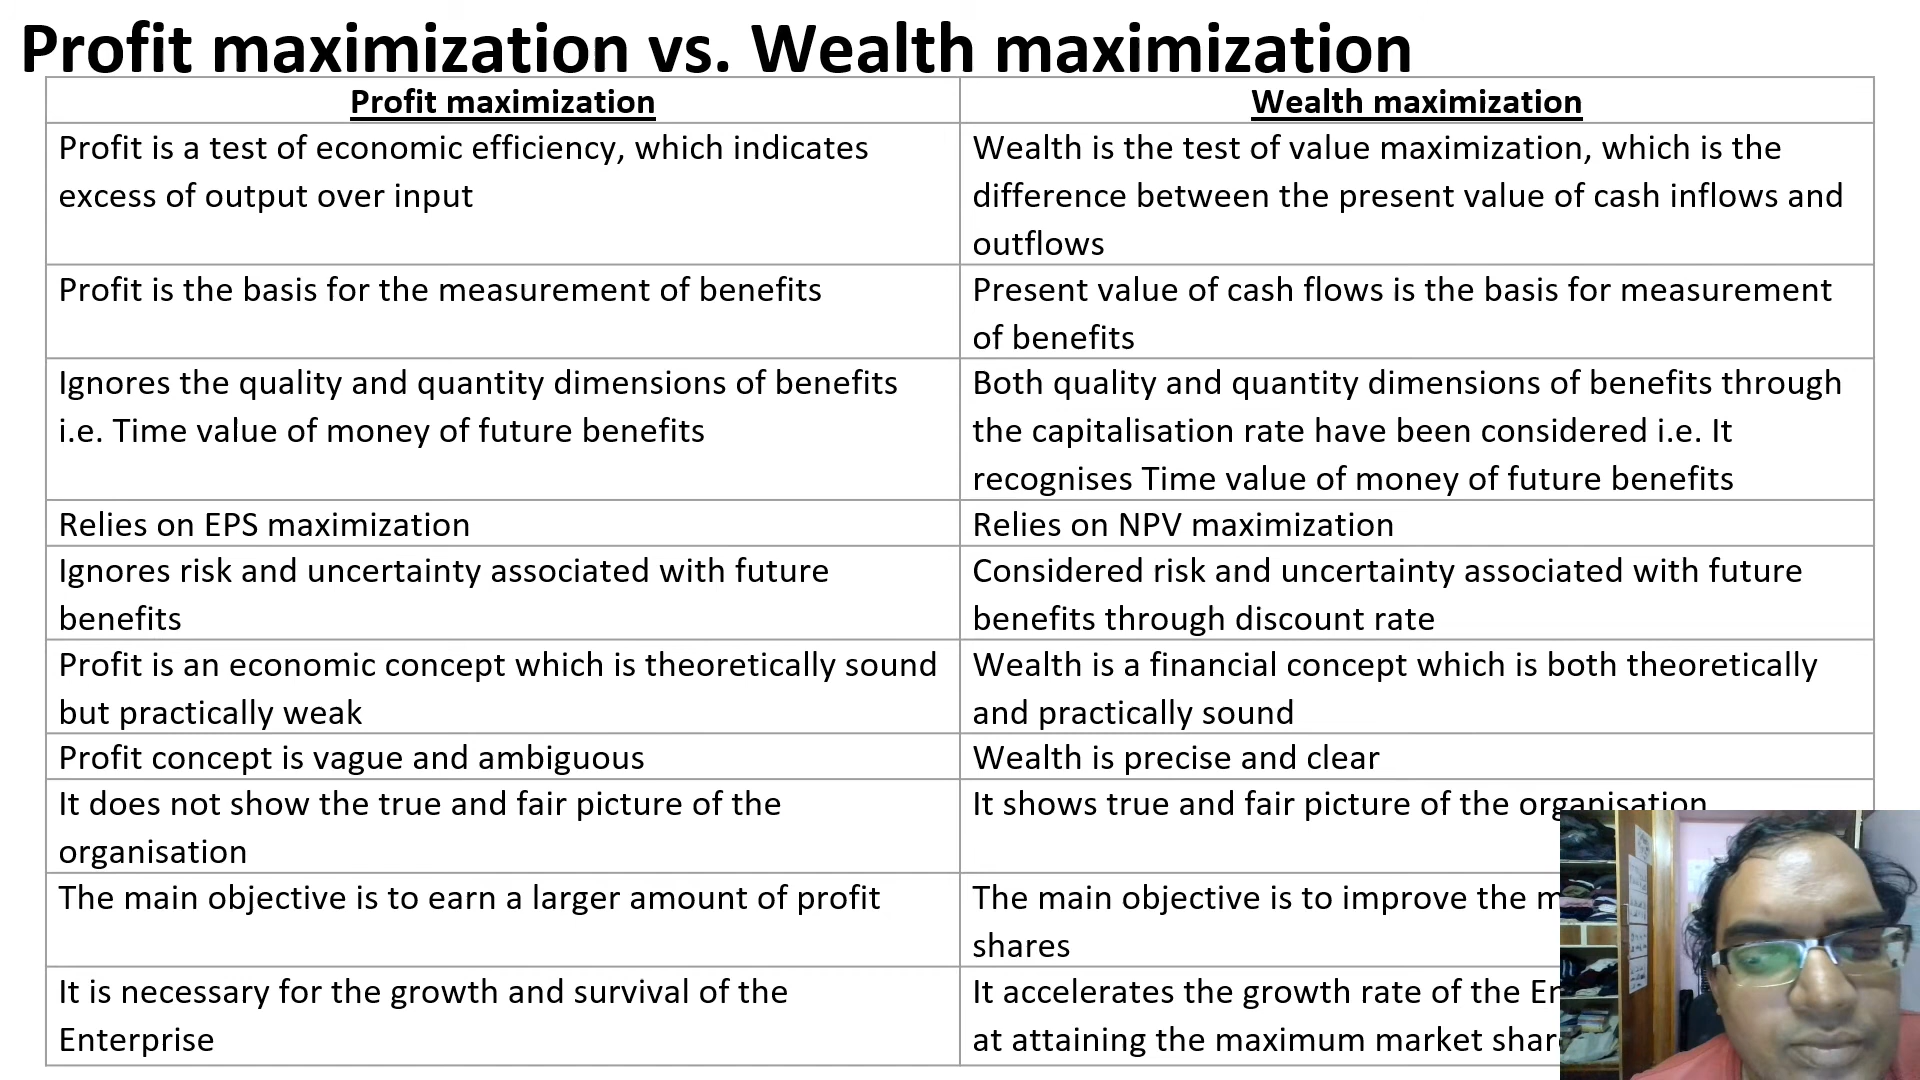 Profit maximization vs. Wealth maximization
Profit maximization
Wealth maximization
Profit is a test of economic efficiency, which indicates
excess of output over input
Wealth is the test of value maximization, which is the
difference between the present value of cash inflows and
outflows
Profit is the basis for the measurement of benefits
Present value of cash flows is the basis for measurement
of benefits
Ignores the quality and quantity dimensions of benefits
i.e. Time value of money of future benefits
Both quality and quantity dimensions of benefits through
the capitalisation rate have been considered i.e. It
recognises Time value of money of future benefits
Relies on EPS maximization
Relies on NPV maximization
Ignores risk and uncertainty associated with future
benefits
Considered risk and uncertainty associated with future
benefits through discount rate
Profit is an economic concept which is theoretically sound
but practically weak
Wealth is a financial concept which is both theoretically
and practically sound
Profit concept is vague and ambiguous
Wealth is precise and clear
It does not show the true and fair picture of the
organisation
It shows true and fair picture of the organisation
The main objective is to earn a larger amount of profit
The main objective is to improve the
shares
It is necessary for the growth and survival of the
Enterprise
It accelerates the growth rate of the
at attaining the maximum market